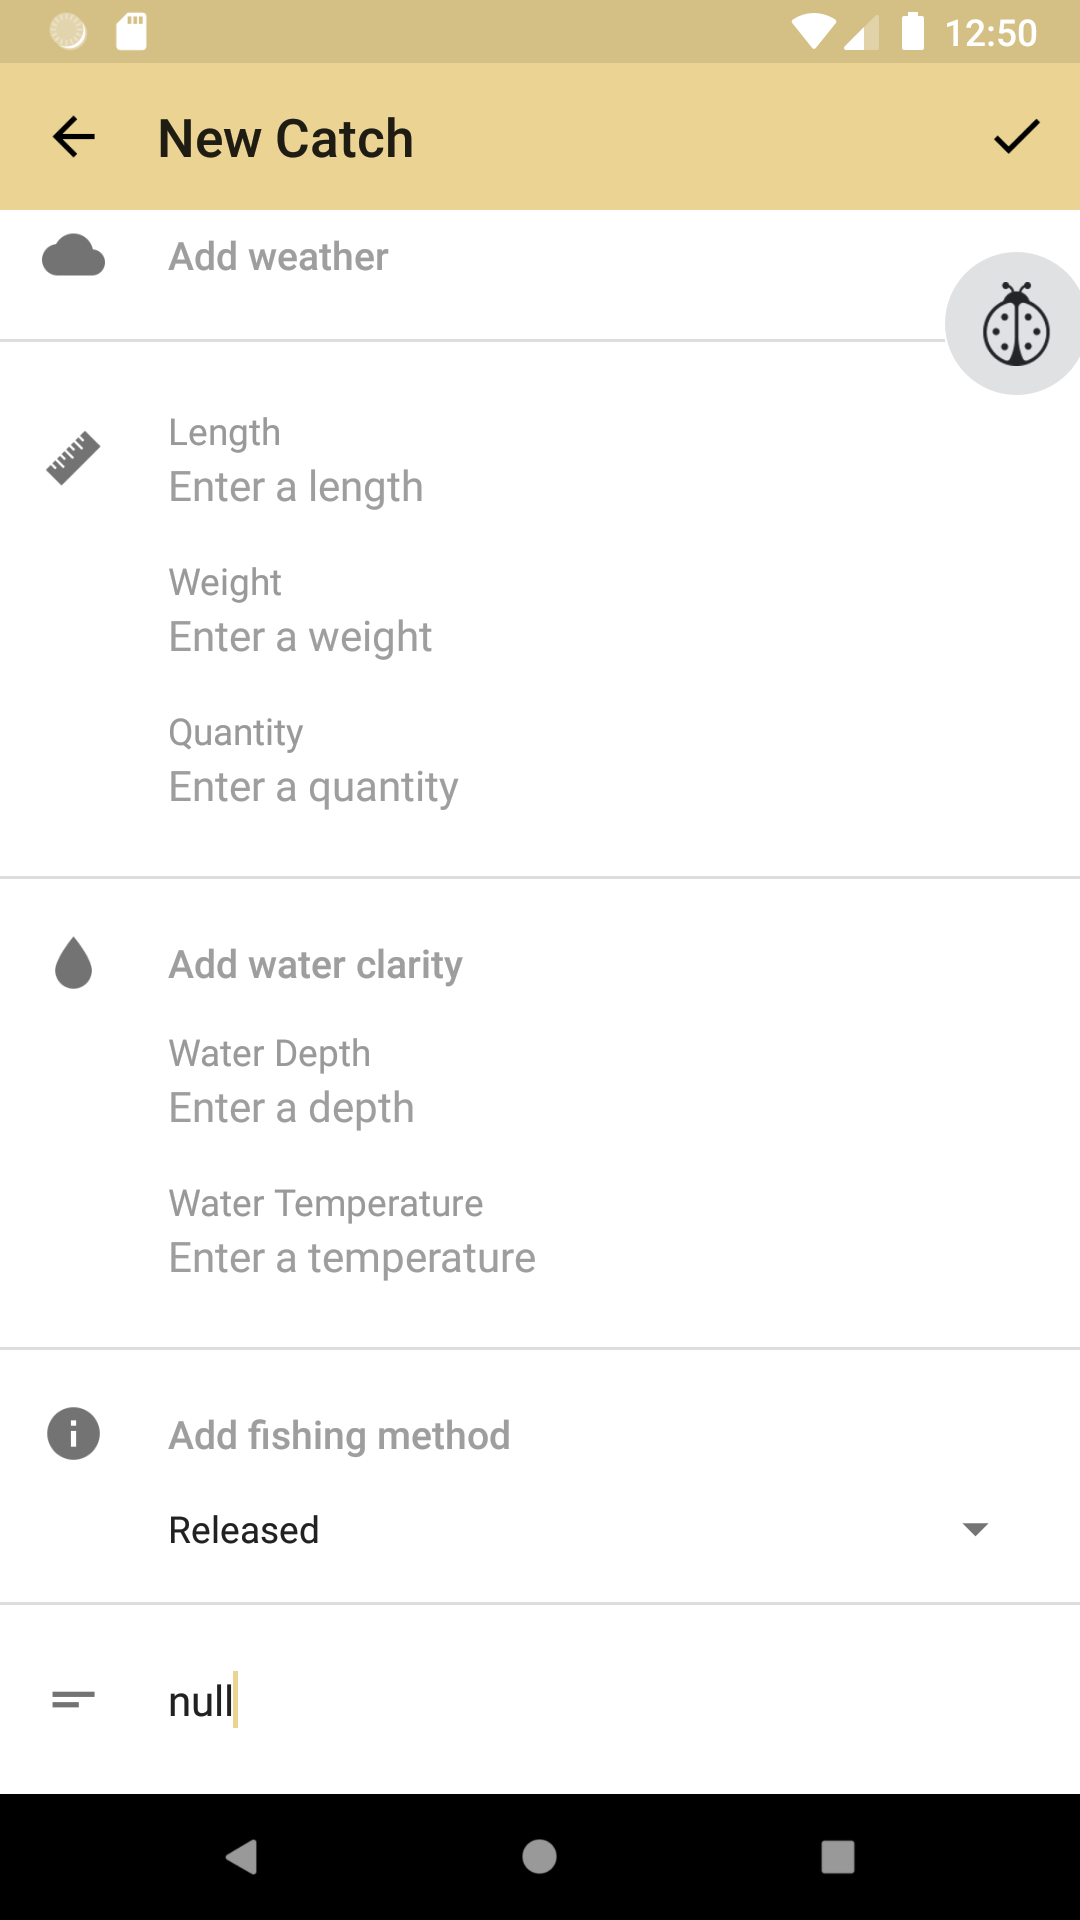 12:50
New Catch
Add weather
Length
Enter a length
Weight
Enter a weight
Quantity
Enter a quantity
Add water clarity
Water Depth
Enter a depth
Water Temperature
Enter a temperature
Add fishing method
Released
null